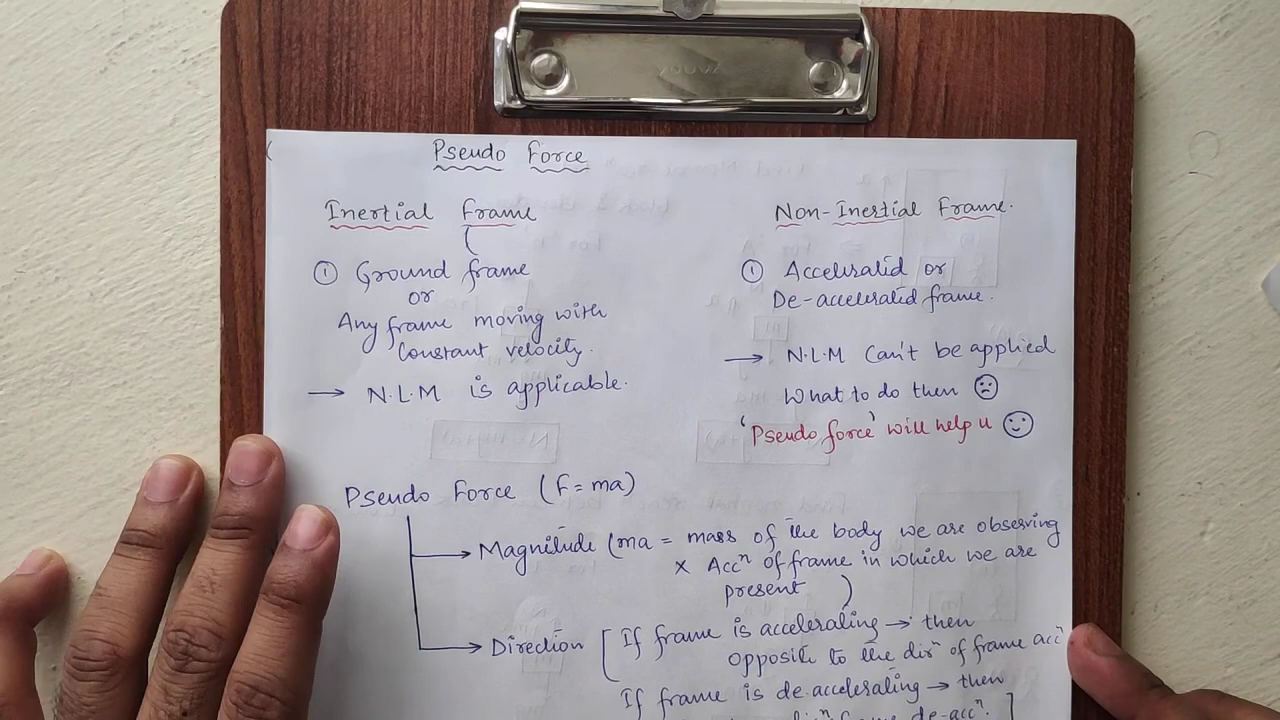 Pseudo Force
Inertial Frame
① Ground frame
or
Any frame moving with
Constant velocity.
→ N.L.M is applicable.
Non-Inertial Frame.
① Accelerated or
De-accelerated frame.
→ N.L.M Can't be applied
What to do then ☹
'Pseudo force' will help u 🙂
Pseudo Force (F = ma)
→ Magnitude (ma = mass of the body we are observing
x Accⁿ of frame in which we are
present )
→ Direction [ If frame is accelerating → then
opposite to the dirⁿ of frame accⁿ
If frame is de-accelerating → then
frame de-accⁿ. ]